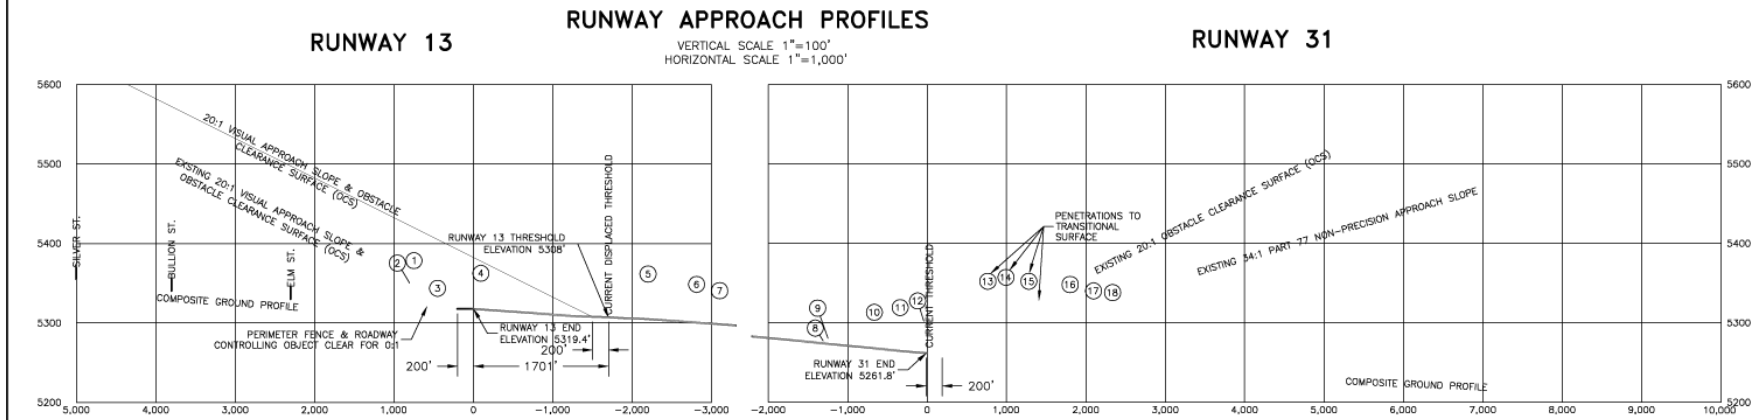 RUNWAY APPROACH PROFILES
RUNWAY 13
VERTICAL SCALE 1"=100'
HORIZONTAL SCALE 1"=1,000'
RUNWAY 31
5600
5500
5400
5300
5200
20:1 VISUAL APPROACH SLOPE & OBSTACLE
CLEARANCE SURFACE (OCS)
EXSTING 20:1 VISUAL APPROACH SLOPE &
OBSTACLE CLEARANCE SURFACE (OCS)
SILVER ST.
BULLION ST.
ELM ST.
COMPOSITE GROUND PROFILE
PERIMETER FENCE & ROADWAY
CONTROLLING OBJECT CLEAR FOR 0:1
2
1
3
4
RUNWAY 13 THRESHOLD
ELEVATION 5308'
CURRENT DISPLACED THRESHOLD
RUNWAY 13 END
ELEVATION 5319.4'
200'
200'
1701'
5
6
7
5,000
4,000
3,000
2,000
1,000
0
-1,000
-2,000
-3,000
9
8
10
11
12
CURRENT THRESHOLD
RUNWAY 31 END
ELEVATION 5261.8'
200'
13
14
15
16
17
18
PENETRATIONS TO
TRANSITIONAL
SURFACE
EXISTING 20:1 OBSTACLE CLEARANCE SURFACE (OCS)
EXISTING 34:1 PART 77 NON-PRECISION APPROACH SLOPE
COMPOSITE GROUND PROFILE
5600
5500
5400
5300
5200
-2,000
-1,000
0
1,000
2,000
3,000
4,000
5,000
6,000
7,000
8,000
9,000
10,000